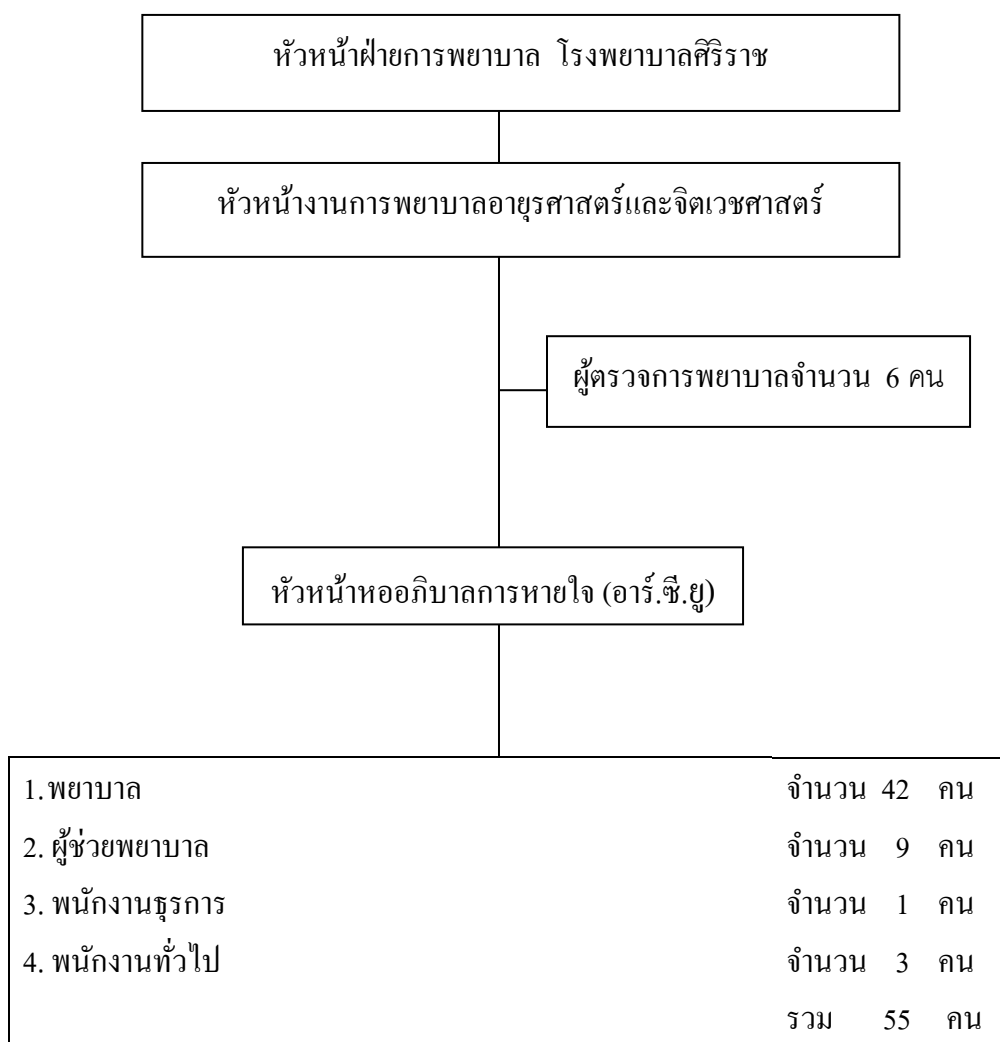 หัวหน้าฝ่ายการพยาบาล โรงพยาบาลศิริราช
หัวหน้างานการพยาบาลอายุรศาสตร์และจิตเวชศาสตร์
ผู้ตรวจการพยาบาลจำนวน 6 คน
หัวหน้าหออภิบาลการหายใจ (อาร์.ซี.ยู)
1.พยาบาล จำนวน 42 คน
2. ผู้ช่วยพยาบาล จำนวน 9 คน
3. พนักงานธุรการ จำนวน 1 คน
4. พนักงานทั่วไป จำนวน 3 คน
รวม 55 คน